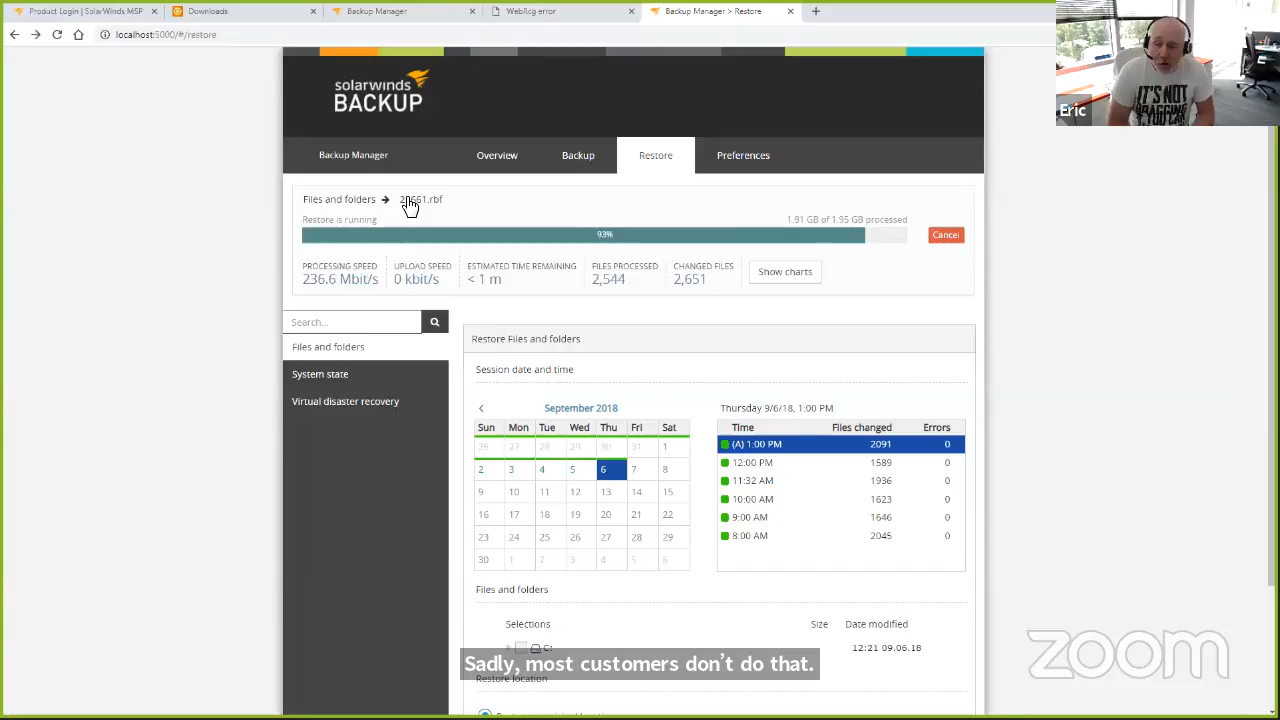 Product Login | SolarWinds MSP
Downloads
Backup Manager
WebRcg error
Backup Manager > Restore
localhost:5000/#/restore
solarwinds
BACKUP
Eric
IT'S NOT
BRAGGING
IF YOU CAN
Backup Manager
Overview
Backup
Restore
Preferences
Files and folders
Restore is running
1.91 GB of 1.95 GB processed
93%
Cancel
PROCESSING SPEED
236.6 Mbit/s
UPLOAD SPEED
0 kbit/s
ESTIMATED TIME REMAINING
< 1 m
FILES PROCESSED
2,544
CHANGED FILES
2,651
Show charts
Search...
Files and folders
System state
Virtual disaster recovery
Restore Files and folders
Session date and time
September 2018
Sun Mon Tue Wed Thu Fri Sat
26 27 28 29 30 31 1
2 3 4 5 6 7 8
9 10 11 12 13 14 15
16 17 18 19 20 21 22
23 24 25 26 27 28 29
30 1 2 3 4 5 6
Thursday 9/6/18, 1:00 PM
Time Files changed Errors
(A) 1:00 PM 2091 0
12:00 PM 1589 0
11:32 AM 1936 0
10:00 AM 1623 0
9:00 AM 1646 0
8:00 AM 2045 0
Files and folders
Selections Size Date modified
C: 12:21 09.06.18
Sadly, most customers don't do that.
Restore location
zoom